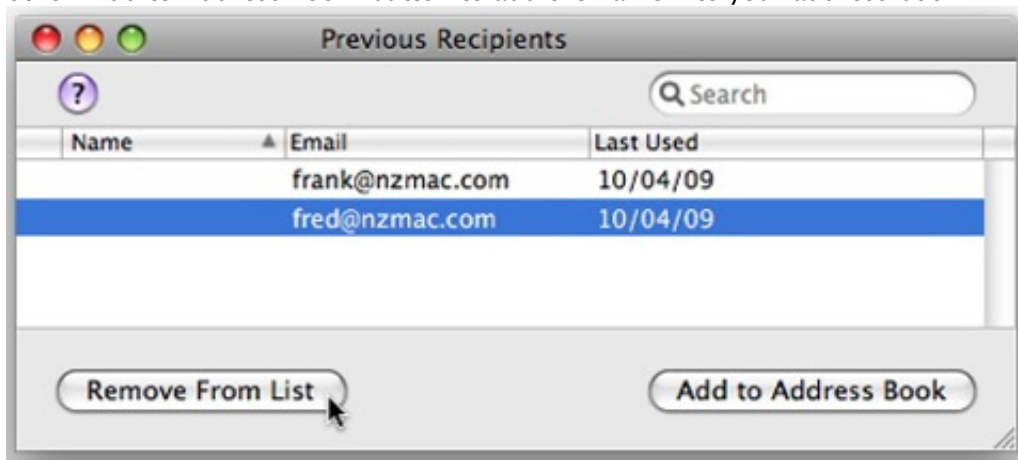 Previous Recipients
?
Search
Name Email Last Used
frank@nzmac.com 10/04/09
fred@nzmac.com 10/04/09
Remove From List Add to Address Book